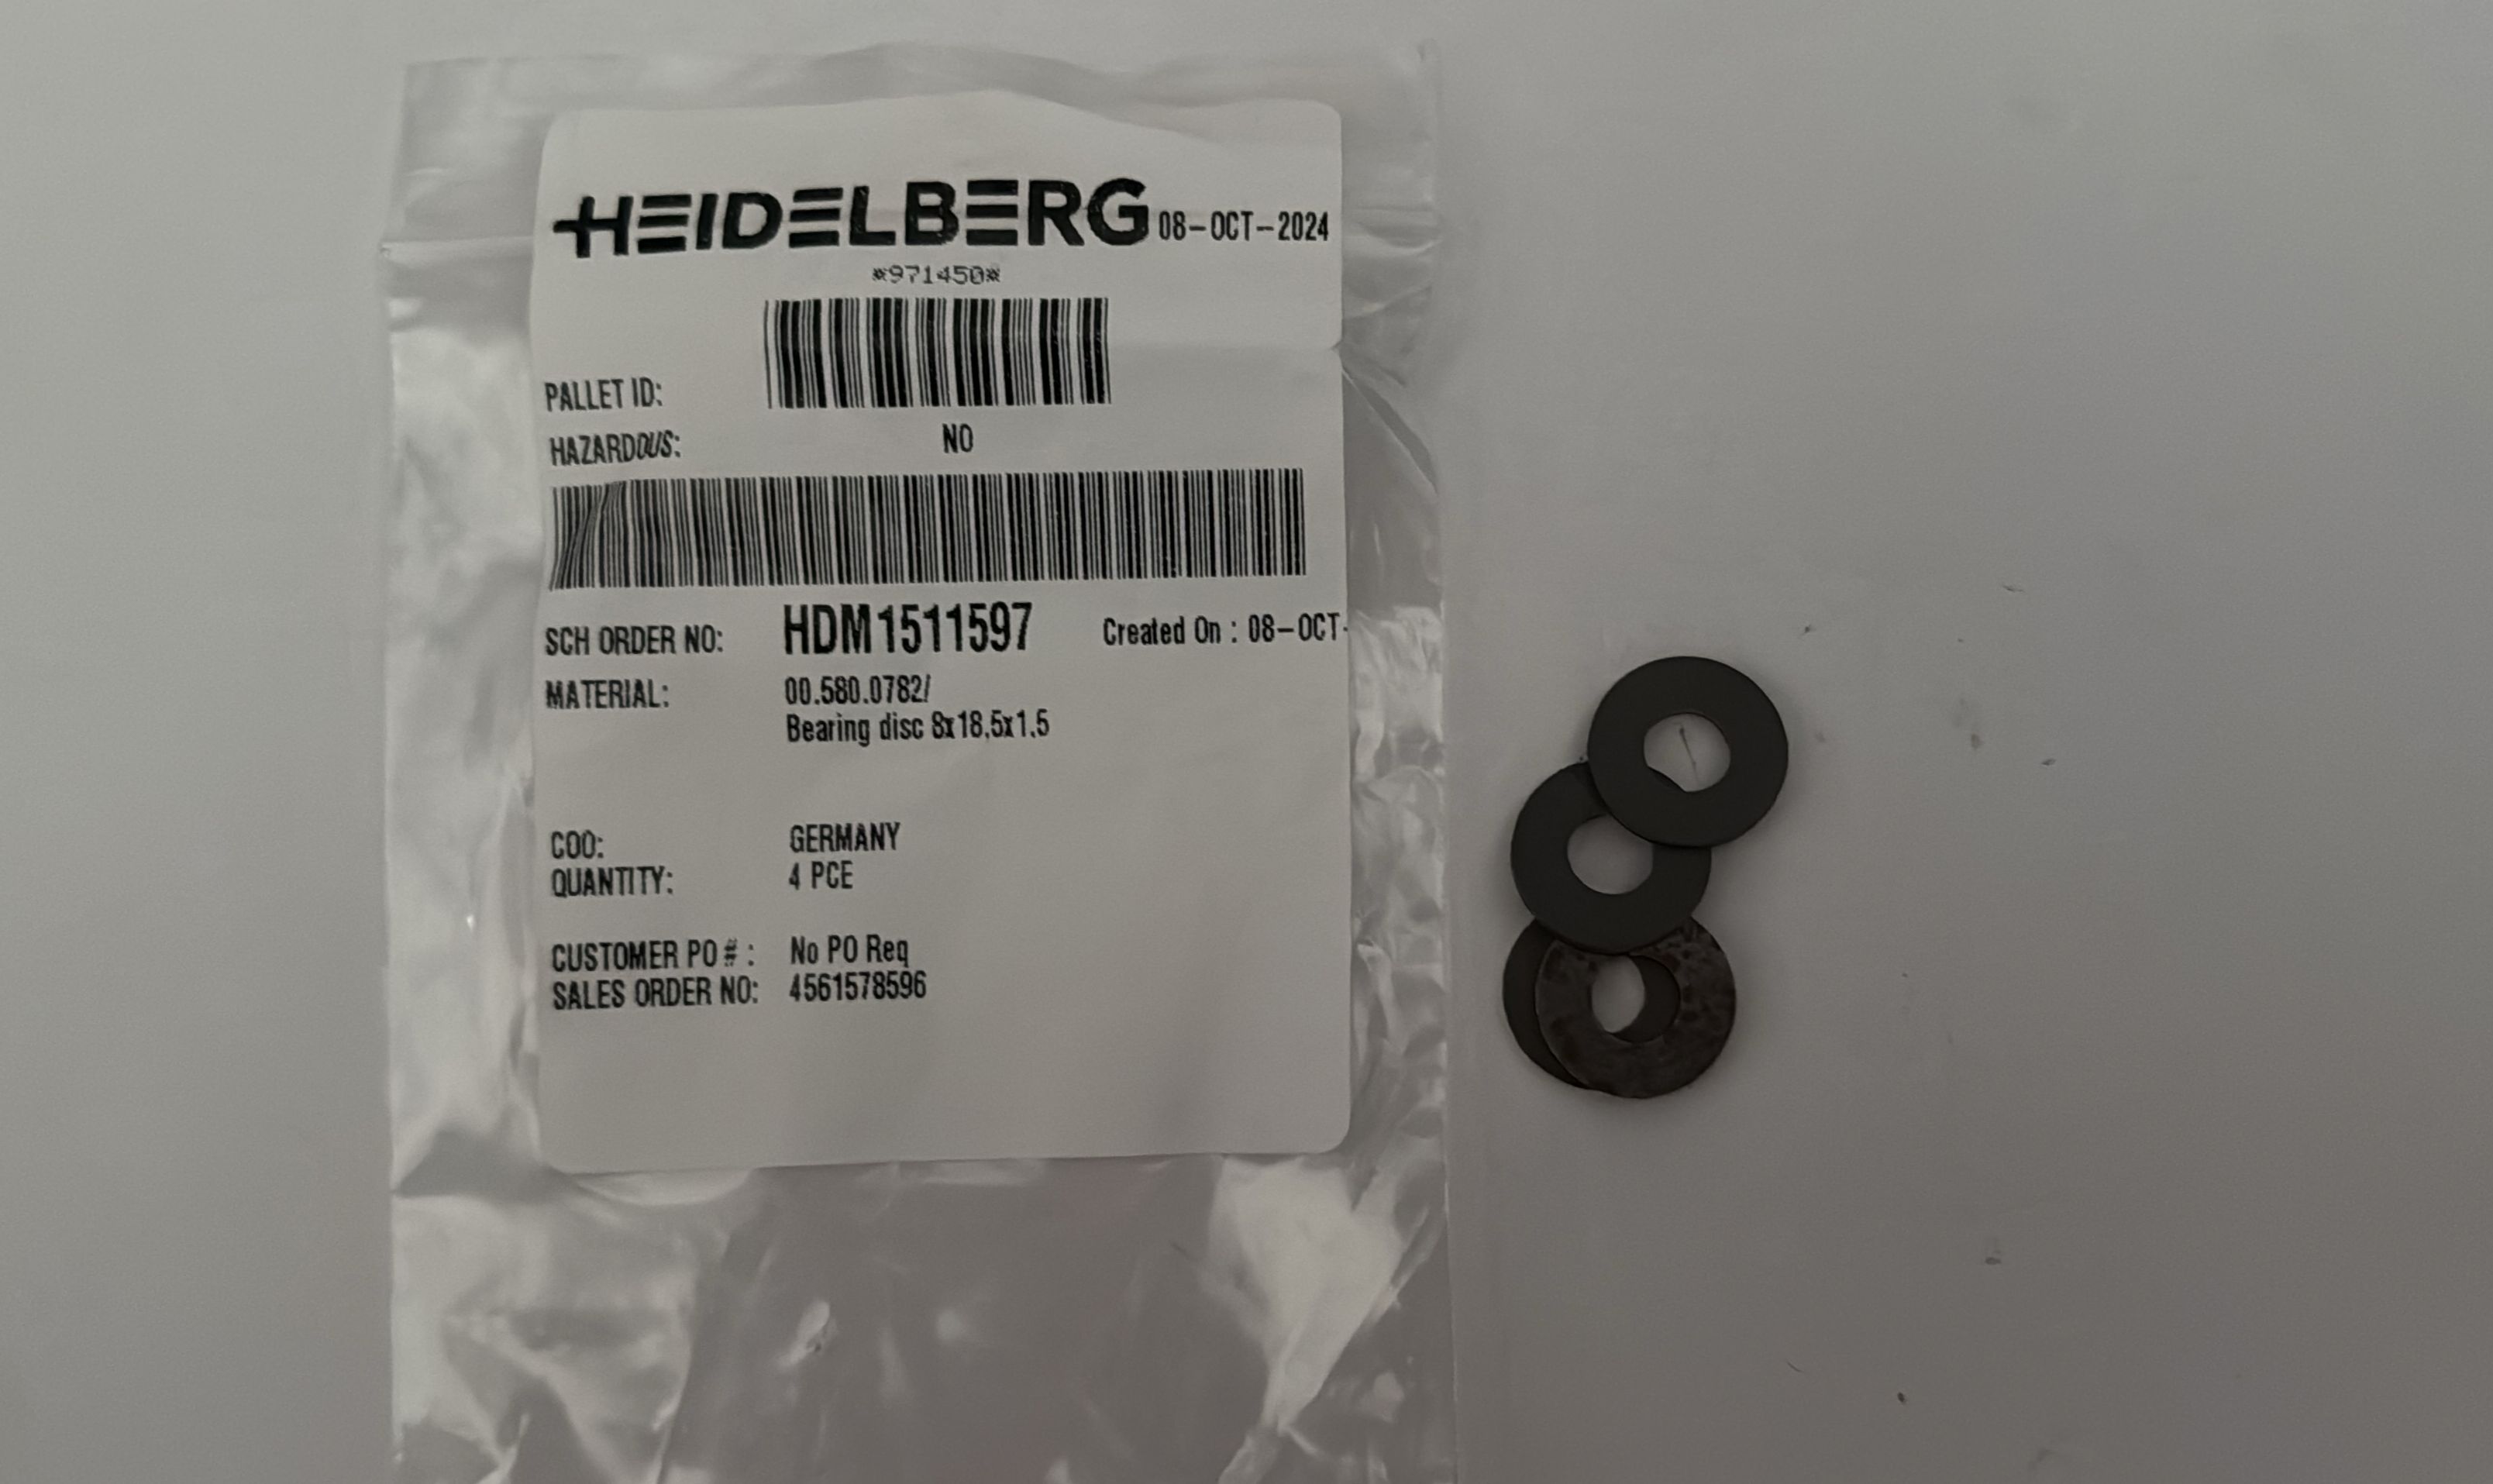 HEIDELBERG 08-OCT-2024
*971450*
PALLET ID:
HAZARDOUS: NO
SCH ORDER NO: HDM1511597 Created On : 08-OCT-
MATERIAL: 00.580.0782/
Bearing disc 8x18,5x1,5
COO: GERMANY
QUANTITY: 4 PCE
CUSTOMER PO # : No PO Req
SALES ORDER NO: 4561578596